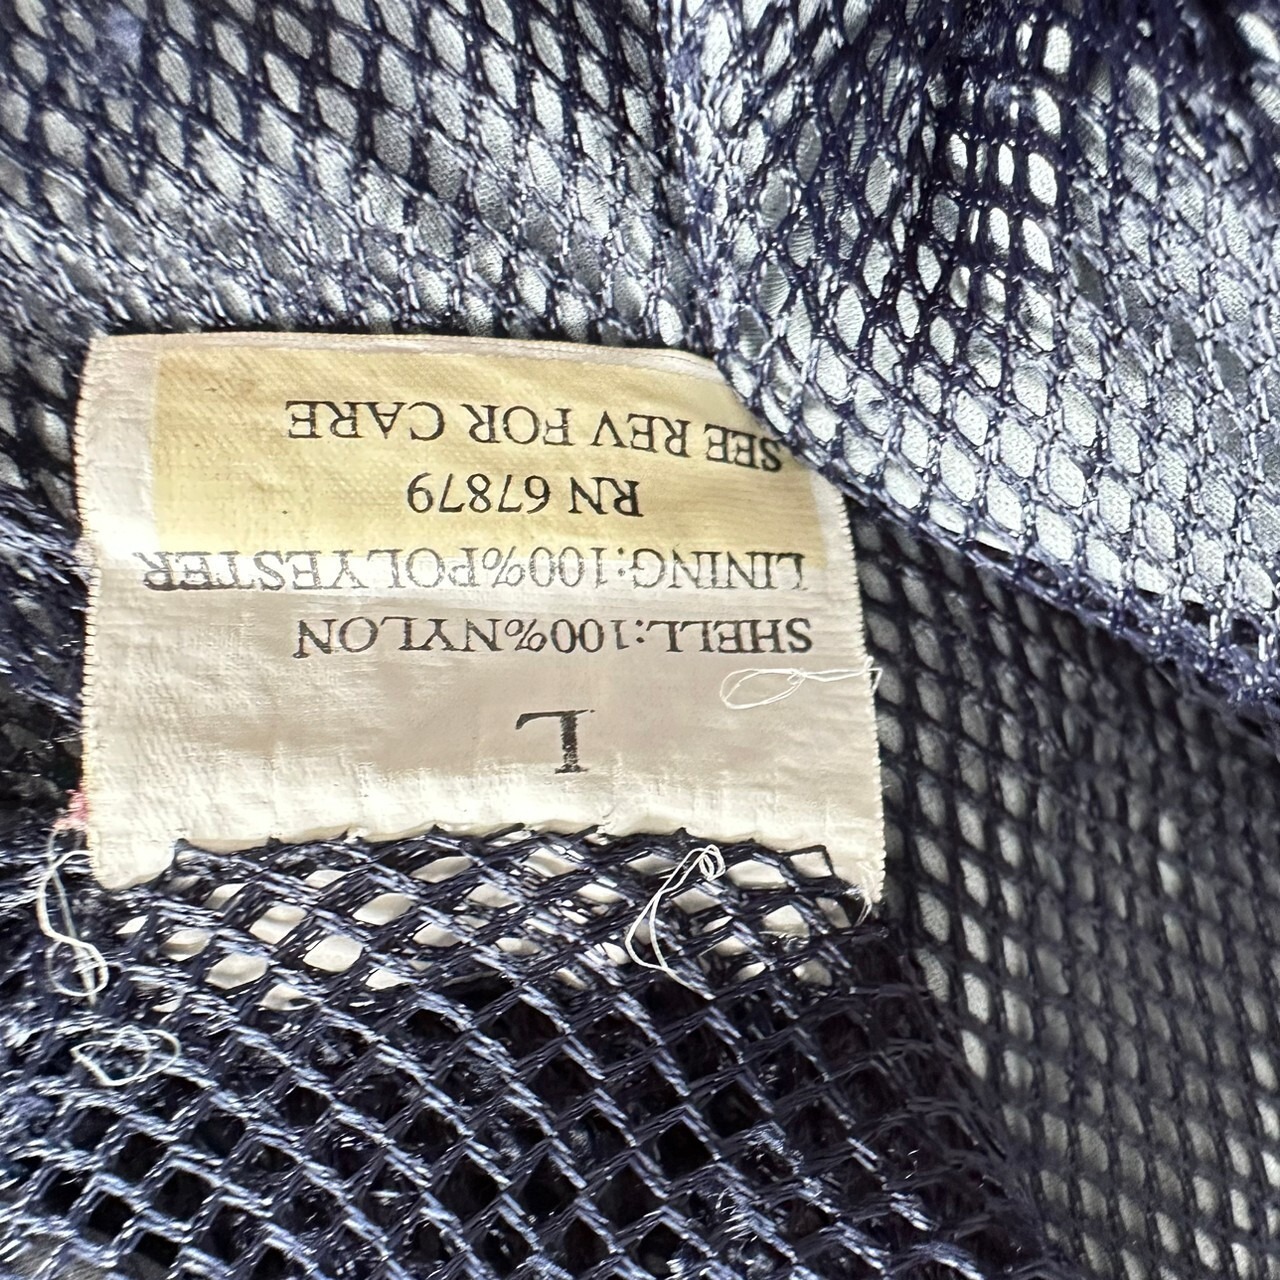 L
SHELL:100%NYLON
LINING:100%POLYESTER
RN 67879
SEE REV FOR CARE